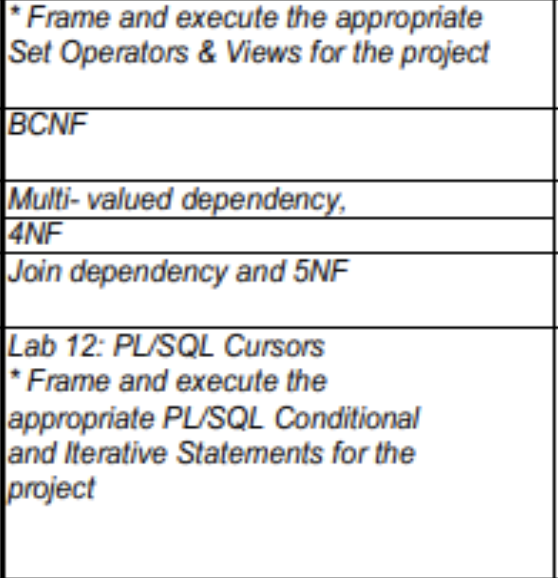 * Frame and execute the appropriate
Set Operators & Views for the project
BCNF
Multi- valued dependency,
4NF
Join dependency and 5NF
Lab 12: PL/SQL Cursors
* Frame and execute the
appropriate PL/SQL Conditional
and Iterative Statements for the
project